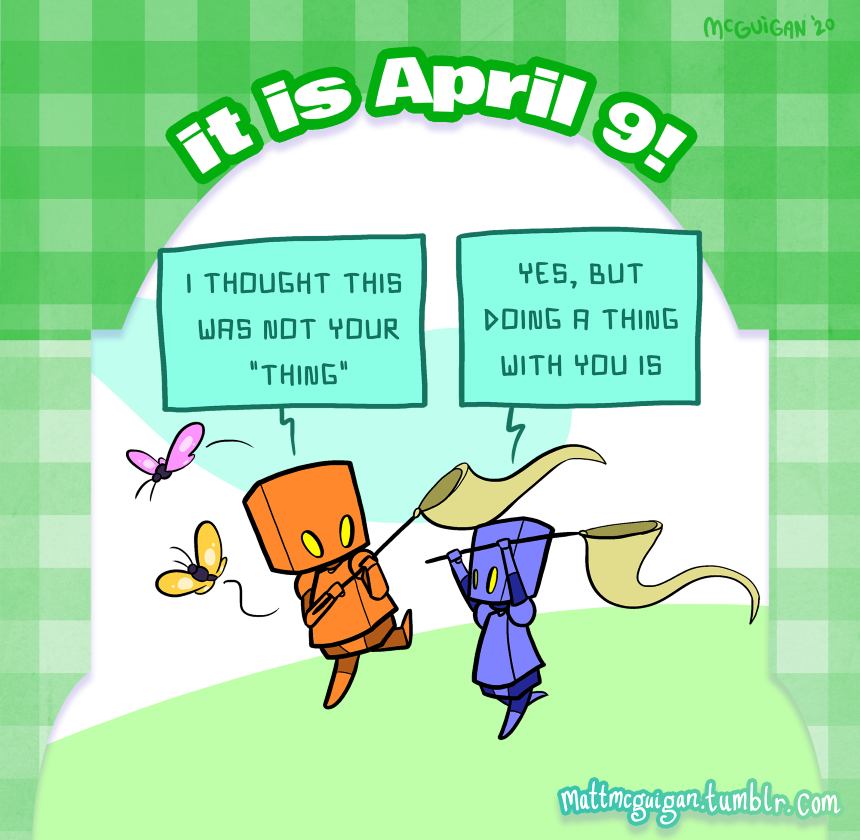 McGUiGAN '20
it is April 9!
I THOUGHT THIS
WAS NOT YOUR
"THING"
YES, BUT
DOING A THING
WITH YOU IS
mattmcguigan.tumblr.com